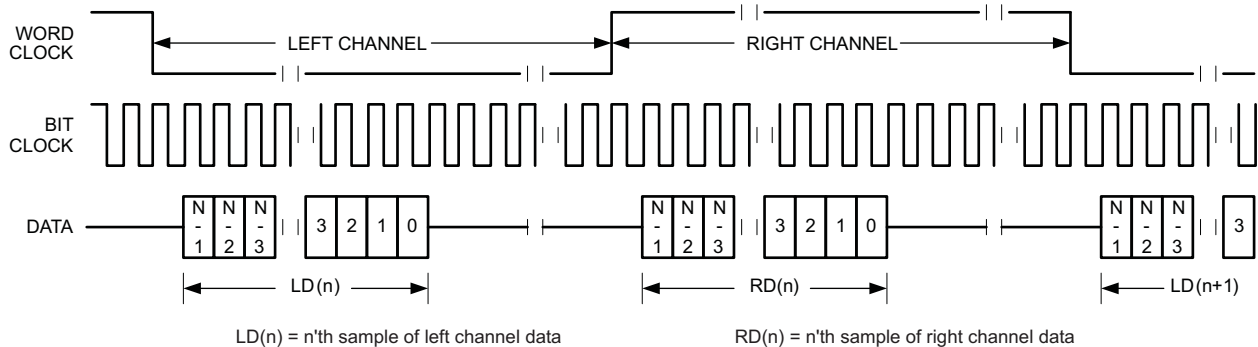 WORD
CLOCK
LEFT CHANNEL
RIGHT CHANNEL
BIT
CLOCK
DATA
N
-
1
N
-
2
N
-
3
3 2 1 0
N
-
1
N
-
2
N
-
3
3 2 1 0
N
-
1
N
-
2
N
-
3
3
LD(n)
RD(n)
LD(n+1)
LD(n) = n'th sample of left channel data
RD(n) = n'th sample of right channel data